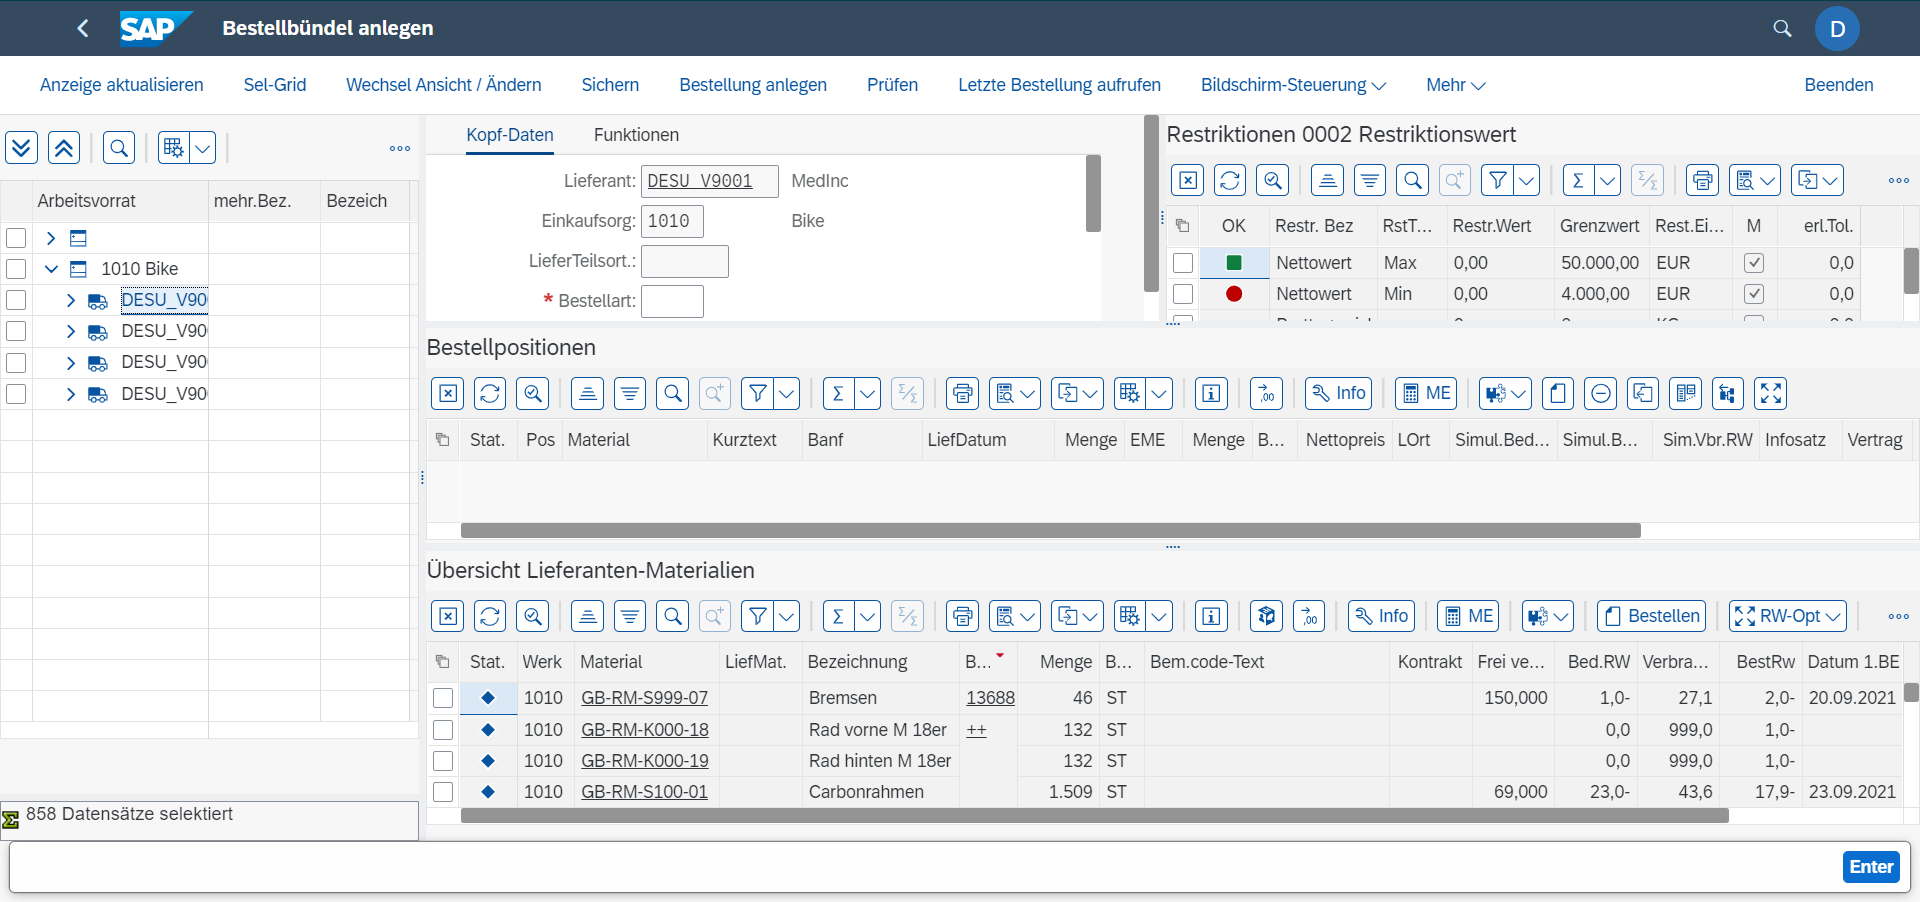 SAP Bestellbündel anlegen D
Anzeige aktualisieren Sel-Grid Wechsel Ansicht / Ändern Sichern Bestellung anlegen Prüfen Letzte Bestellung aufrufen Bildschirm-Steuerung Mehr Beenden
Arbeitsvorrat mehr.Bez. Bezeich
1010 Bike
DESU_V90
DESU_V90
DESU_V90
DESU_V90
858 Datensätze selektiert
Kopf-Daten Funktionen
Lieferant: DESU_V9001 MedInc
Einkaufsorg: 1010 Bike
LieferTeilsort.:
* Bestellart:
Restriktionen 0002 Restriktionswert
OK Restr. Bez RstT... Restr.Wert Grenzwert Rest.Ei... M erl.Tol.
Nettowert Max 0,00 50.000,00 EUR 0,0
Nettowert Min 0,00 4.000,00 EUR 0,0
Bestellpositionen
Info ME
Stat. Pos Material Kurztext Banf LiefDatum Menge EME Menge B... Nettopreis LOrt Simul.Bed... Simul.B... Sim.Vbr.RW Infosatz Vertrag
Übersicht Lieferanten-Materialien
Info ME Bestellen RW-Opt
Stat. Werk Material LiefMat. Bezeichnung B... Menge B... Bem.code-Text Kontrakt Frei ve... Bed.RW Verbra... BestRw Datum 1.BE
1010 GB-RM-S999-07 Bremsen 13688 46 ST 150,000 1,0- 27,1 2,0- 20.09.2021
1010 GB-RM-K000-18 Rad vorne M 18er ++ 132 ST 0,0 999,0 1,0-
1010 GB-RM-K000-19 Rad hinten M 18er 132 ST 0,0 999,0 1,0-
1010 GB-RM-S100-01 Carbonrahmen 1.509 ST 69,000 23,0- 43,6 17,9- 23.09.2021
Enter